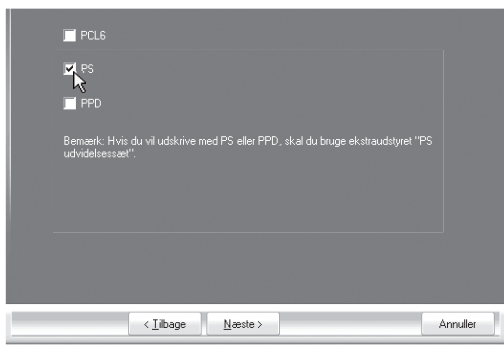 PCL6
PS
PPD
Bemærk: Hvis du vil udskrive med PS eller PPD, skal du bruge ekstraudstyret "PS
udvidelsessæt".
< Tilbage Næste > Annuller